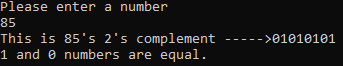 Please enter a number
85
This is 85's 2's complement ----->01010101
1 and 0 numbers are equal.